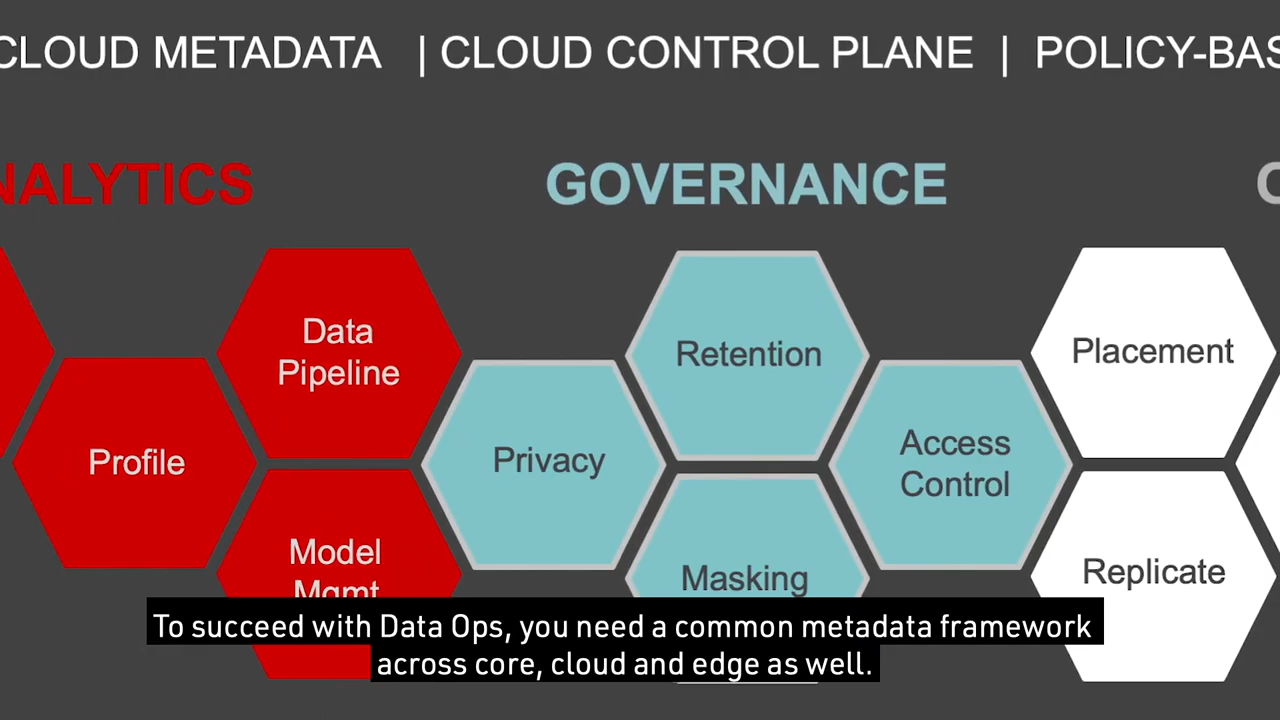 CLOUD METADATA | CLOUD CONTROL PLANE | POLICY-BAS
NALYTICS
GOVERNANCE
Data
Pipeline
Profile
Model
Mgmt
Privacy
Retention
Masking
Access
Control
Placement
Replicate
To succeed with Data Ops, you need a common metadata framework
across core, cloud and edge as well.